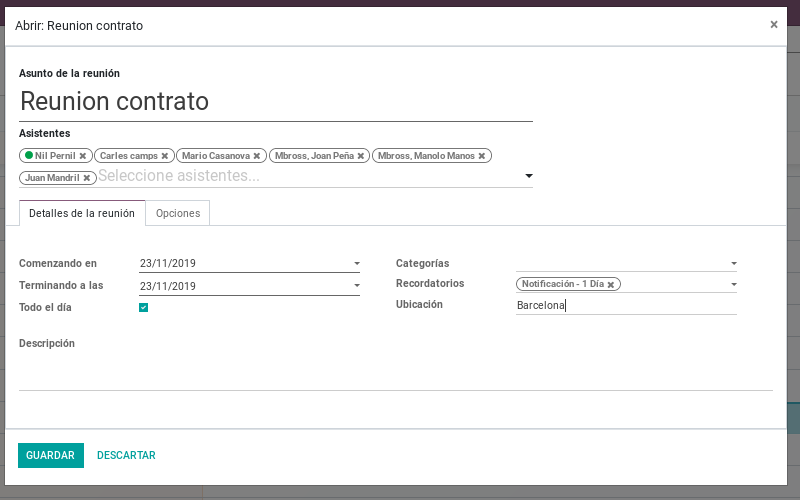 Abrir: Reunion contrato ×
Asunto de la reunión
Reunion contrato
Asistentes
Nil Pernil ✖ Carles camps ✖ Mario Casanova ✖ Mbross, Joan Peña ✖ Mbross, Manolo Manos ✖
Juan Mandril ✖ Seleccione asistentes...
Detalles de la reunión Opciones
Comenzando en 23/11/2019
Terminando a las 23/11/2019
Todo el día
Categorías
Recordatorios Notificación - 1 Día ✖
Ubicación Barcelona
Descripción
GUARDAR DESCARTAR